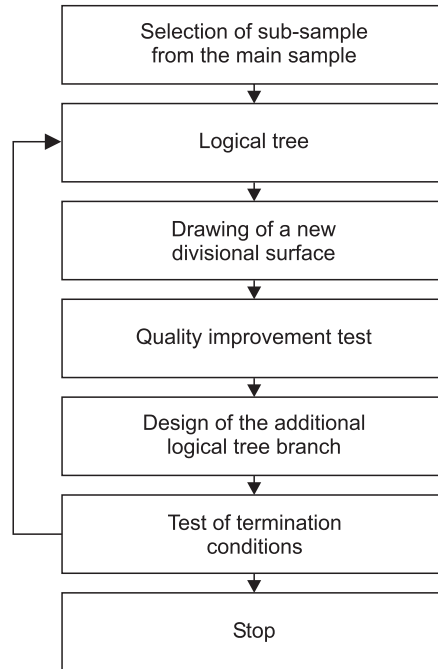 Selection of sub-sample
from the main sample
Logical tree
Drawing of a new
divisional surface
Quality improvement test
Design of the additional
logical tree branch
Test of termination
conditions
Stop